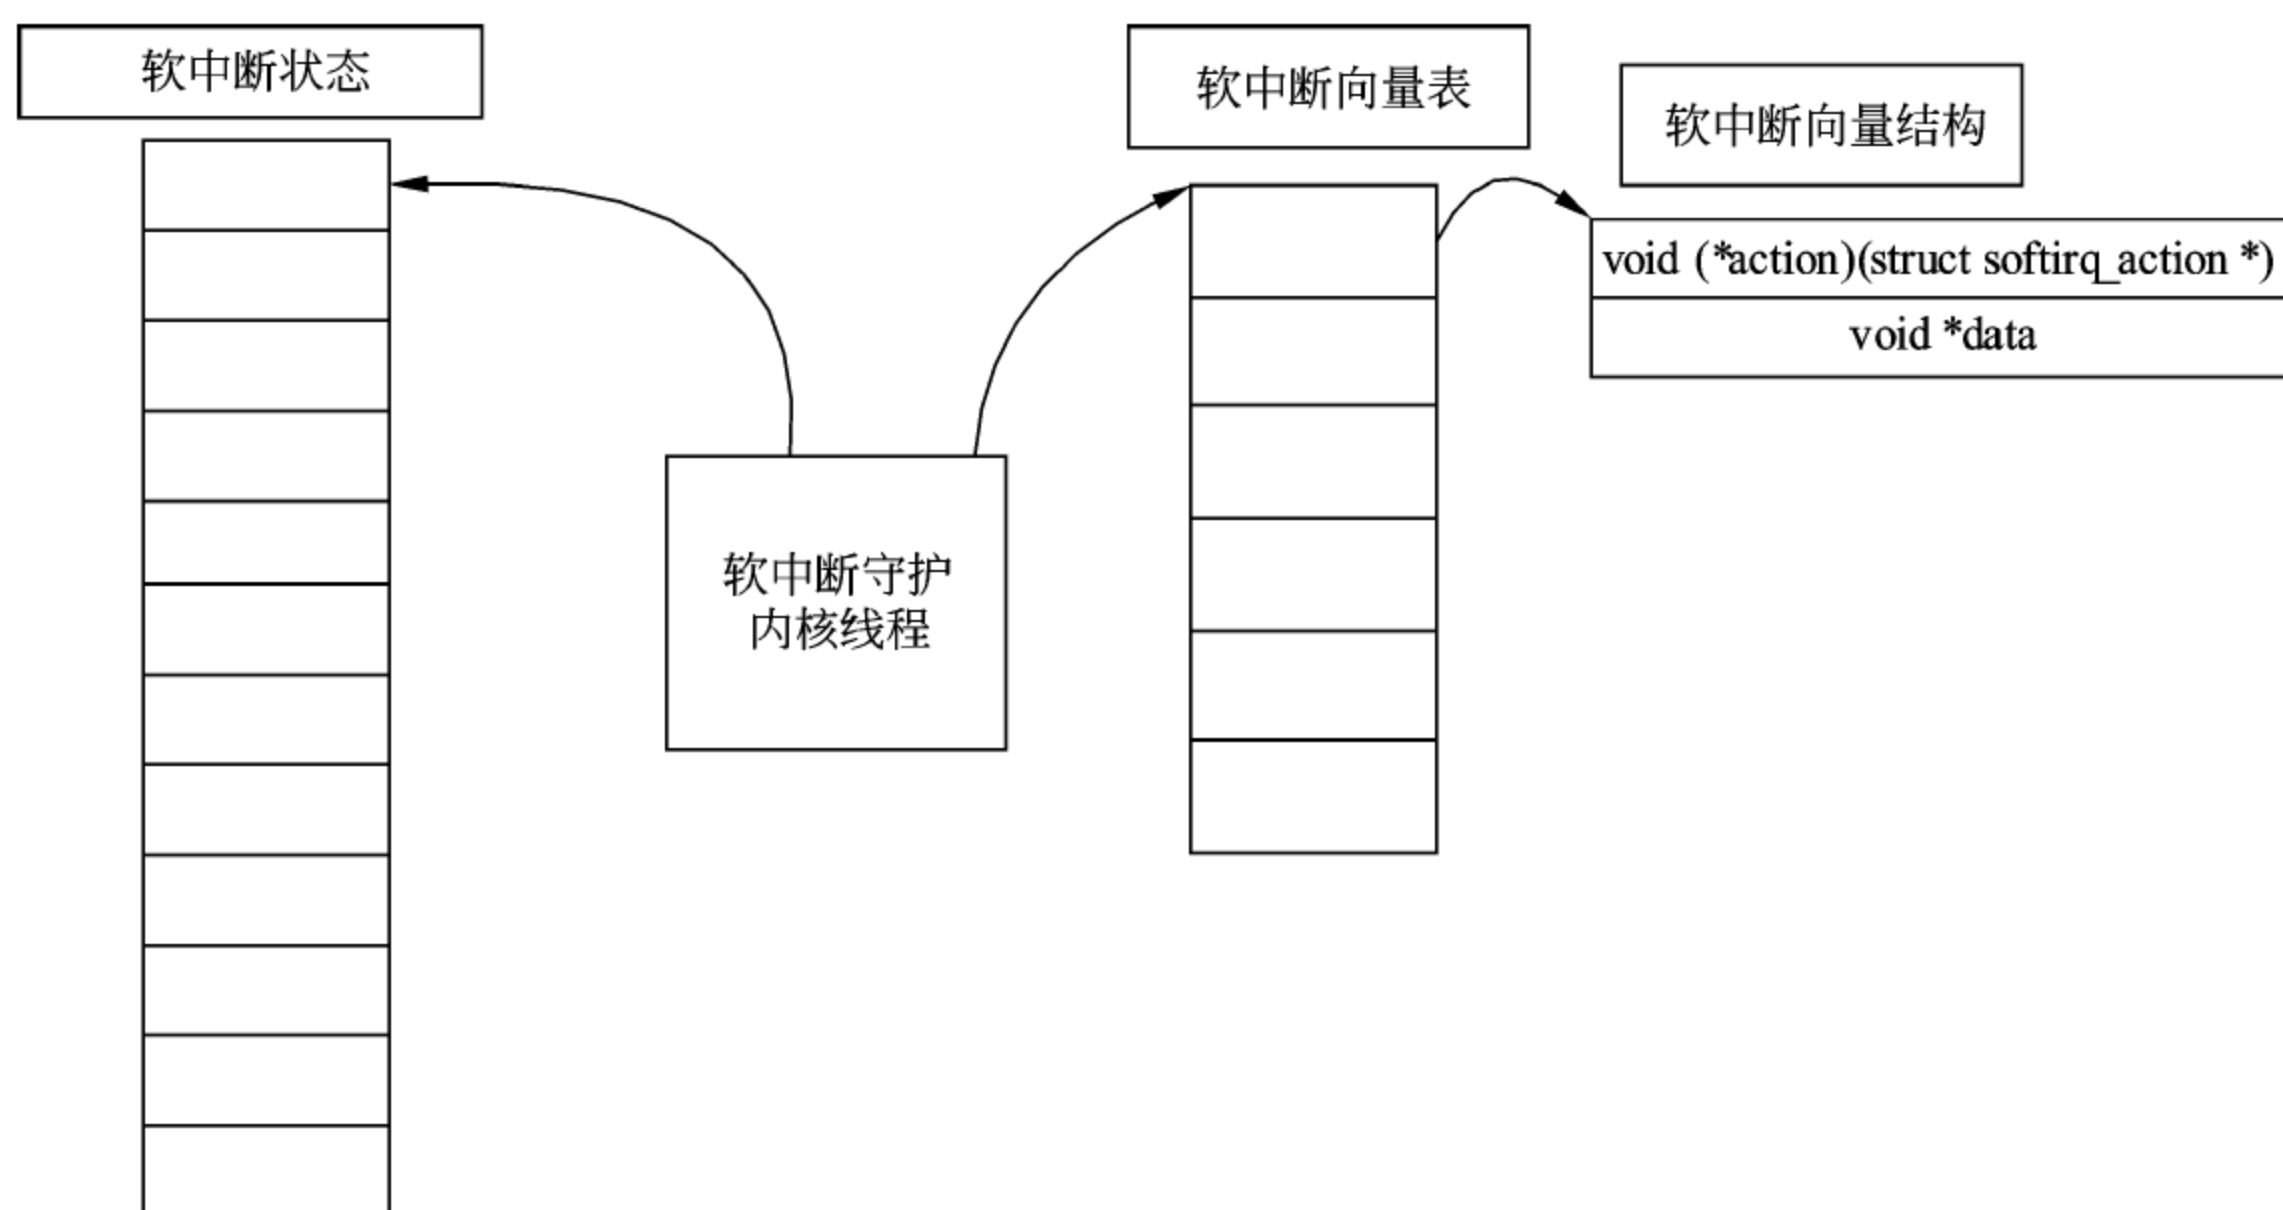 软中断状态
软中断向量表
软中断向量结构
void (*action)(struct softirq_action *)
void *data
软中断守护
内核线程